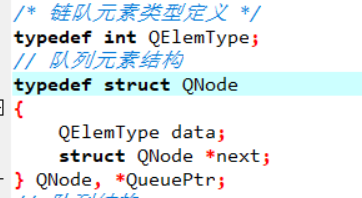 /* 链队元素类型定义 */
typedef int QElemType;
// 队列元素结构
typedef struct QNode
{
    QElemType data;
    struct QNode *next;
} QNode, *QueuePtr;